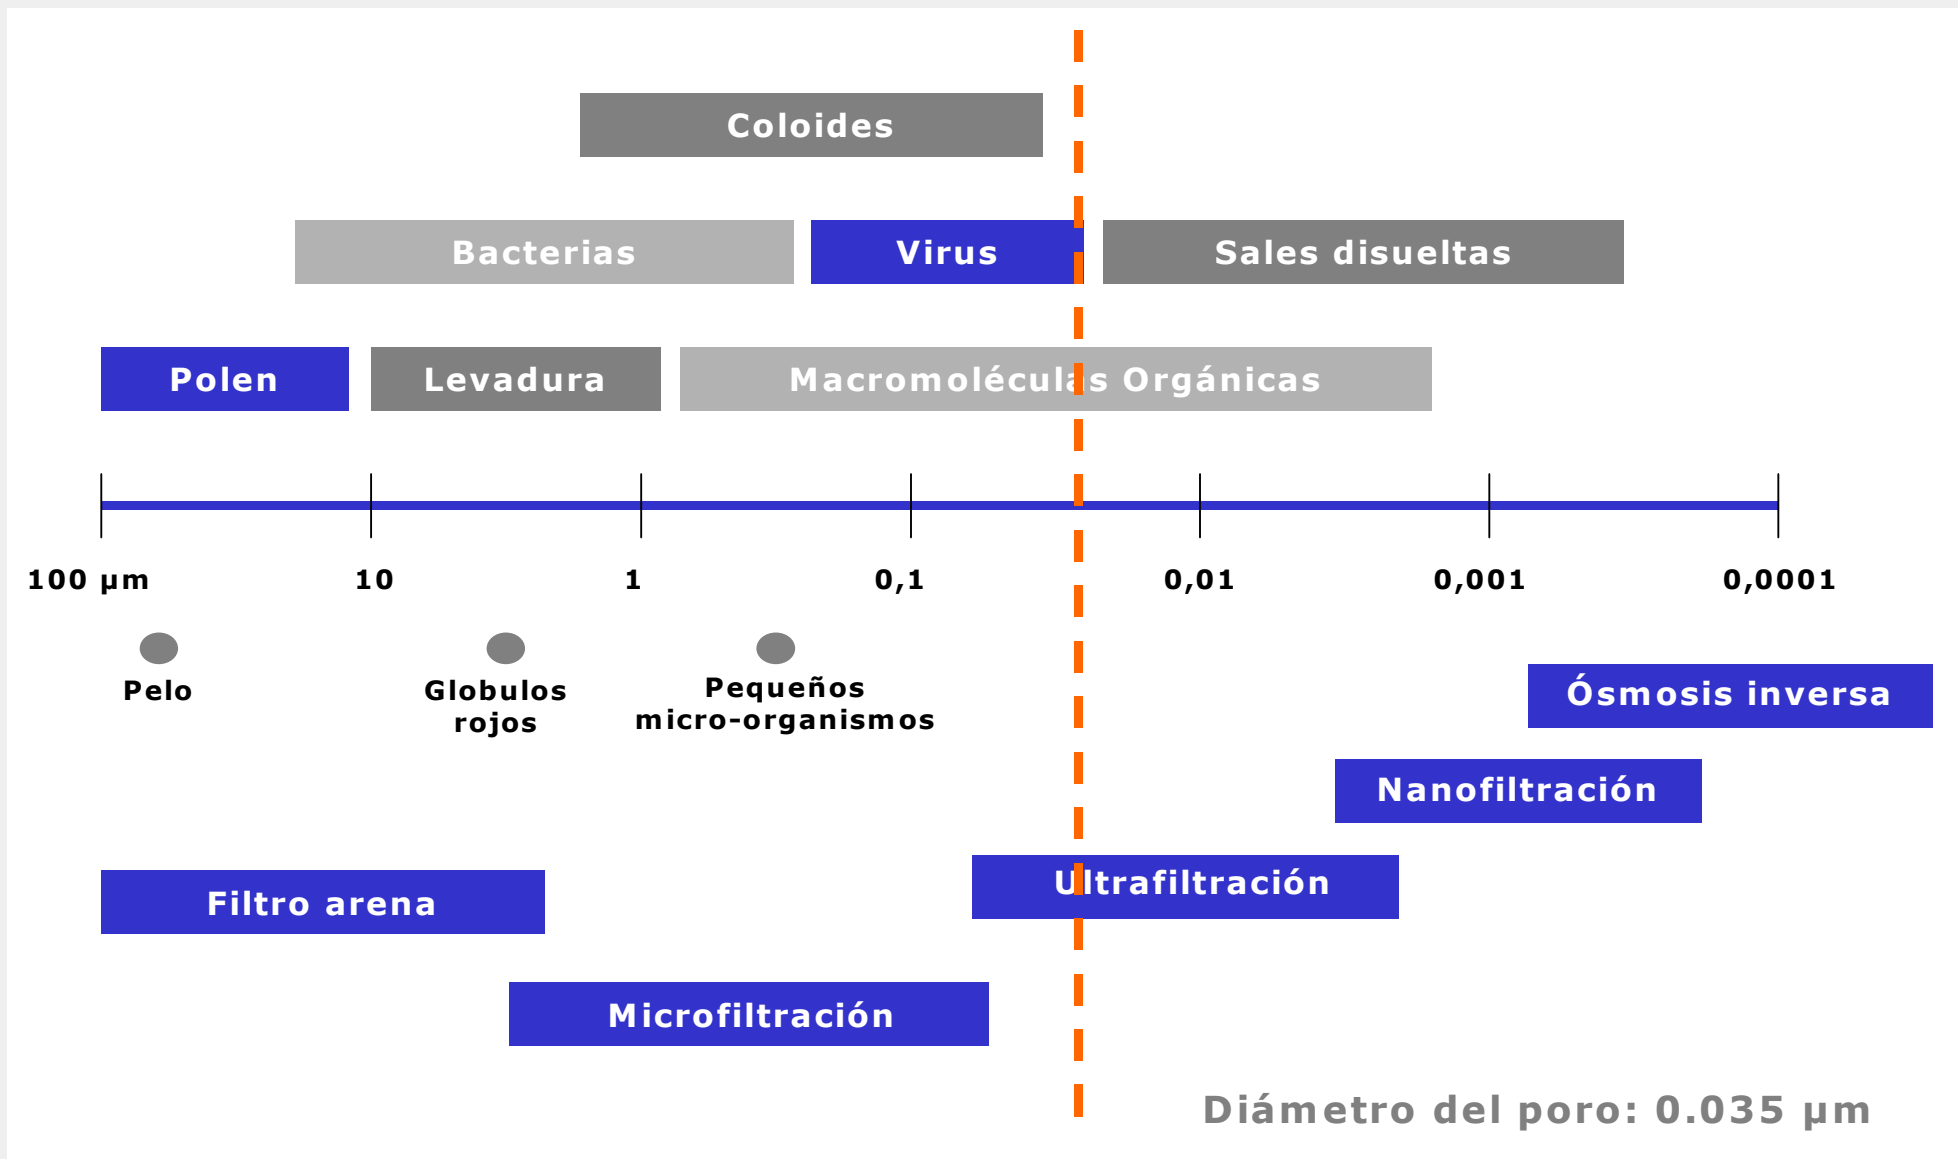 Coloides
Bacterias
Virus
Sales disueltas
Polen
Levadura
Macromoléculas Orgánicas
100 µm
10
1
0,1
0,01
0,001
0,0001
Pelo
Globulos
rojos
Pequeños
micro-organismos
Ósmosis inversa
Nanofiltración
Ultrafiltración
Filtro arena
Microfiltración
Diámetro del poro: 0.035 µm